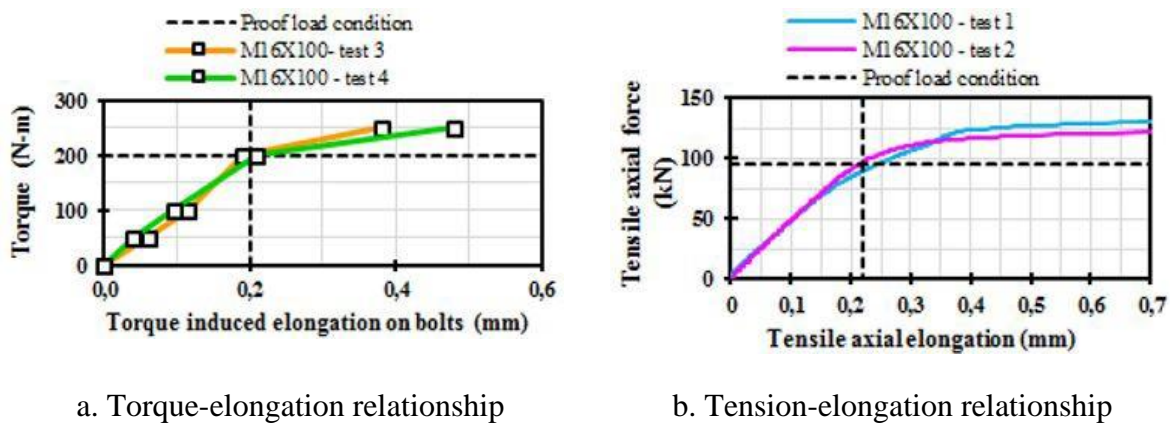 Proof load condition
M16X100- test 3
M16X100 - test 4
300
200
100
0
0,0
0,2
0,4
0,6
Torque (N-m)
Torque induced elongation on bolts (mm)
M16X100 - test 1
M16X100 - test 2
Proof load condition
150
100
50
0
0
0,1
0,2
0,3
0,4
0,5
0,6
0,7
Tensile axial force
(kN)
Tensile axial elongation (mm)
a. Torque-elongation relationship
b. Tension-elongation relationship